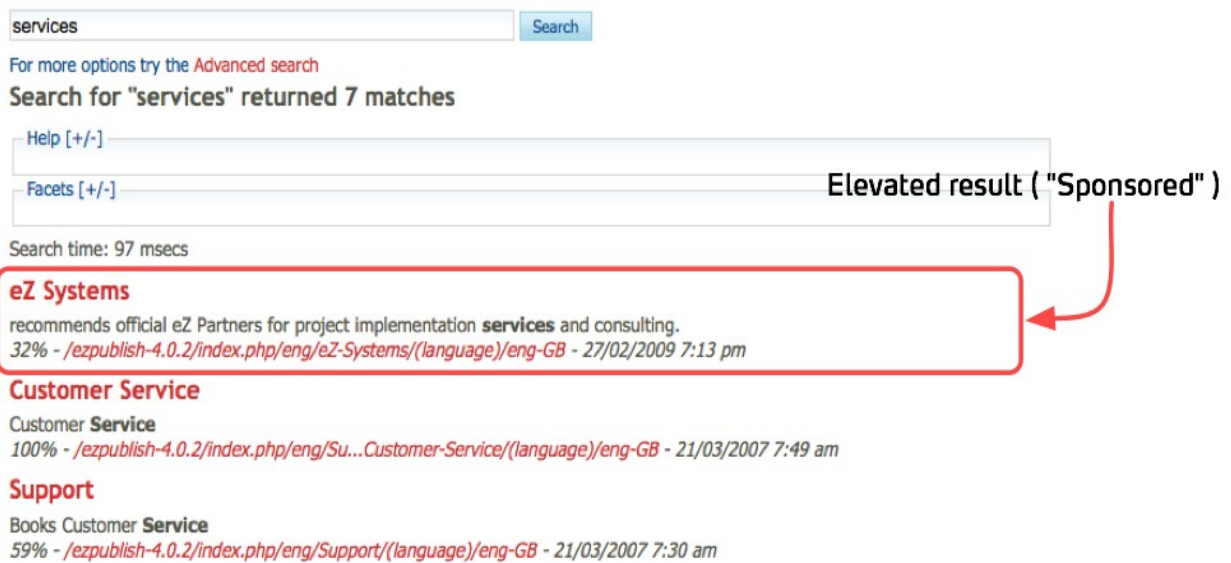 services
Search
For more options try the Advanced search
Search for "services" returned 7 matches
Help [+/-]
Facets [+/-]
Elevated result ( "Sponsored" )
Search time: 97 msecs
eZ Systems
recommends official eZ Partners for project implementation services and consulting.
32% - /ezpublish-4.0.2/index.php/eng/eZ-Systems/(language)/eng-GB - 27/02/2009 7:13 pm
Customer Service
Customer Service
100% - /ezpublish-4.0.2/index.php/eng/Su...Customer-Service/(language)/eng-GB - 21/03/2007 7:49 am
Support
Books Customer Service
59% - /ezpublish-4.0.2/index.php/eng/Support/(language)/eng-GB - 21/03/2007 7:30 am